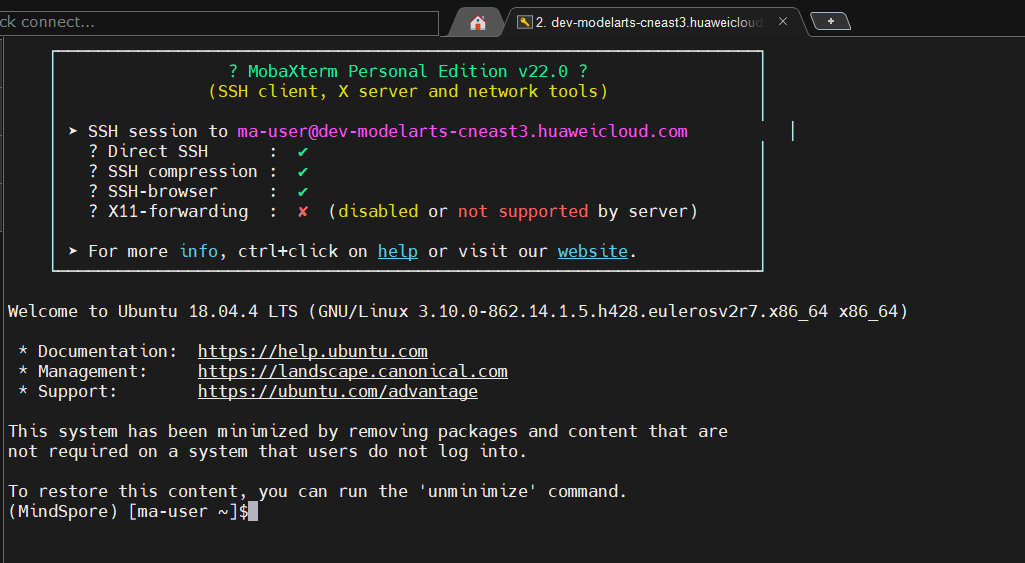 ck connect...
2. dev-modelarts-cneast3.huaweicloud
? MobaXterm Personal Edition v22.0 ?
(SSH client, X server and network tools)
➤ SSH session to ma-user@dev-modelarts-cneast3.huaweicloud.com
? Direct SSH : ✔
? SSH compression : ✔
? SSH-browser : ✔
? X11-forwarding : ✘ (disabled or not supported by server)
➤ For more info, ctrl+click on help or visit our website.
Welcome to Ubuntu 18.04.4 LTS (GNU/Linux 3.10.0-862.14.1.5.h428.eulerosv2r7.x86_64 x86_64)
* Documentation: https://help.ubuntu.com
* Management: https://landscape.canonical.com
* Support: https://ubuntu.com/advantage
This system has been minimized by removing packages and content that are
not required on a system that users do not log into.
To restore this content, you can run the 'unminimize' command.
(MindSpore) [ma-user ~]$